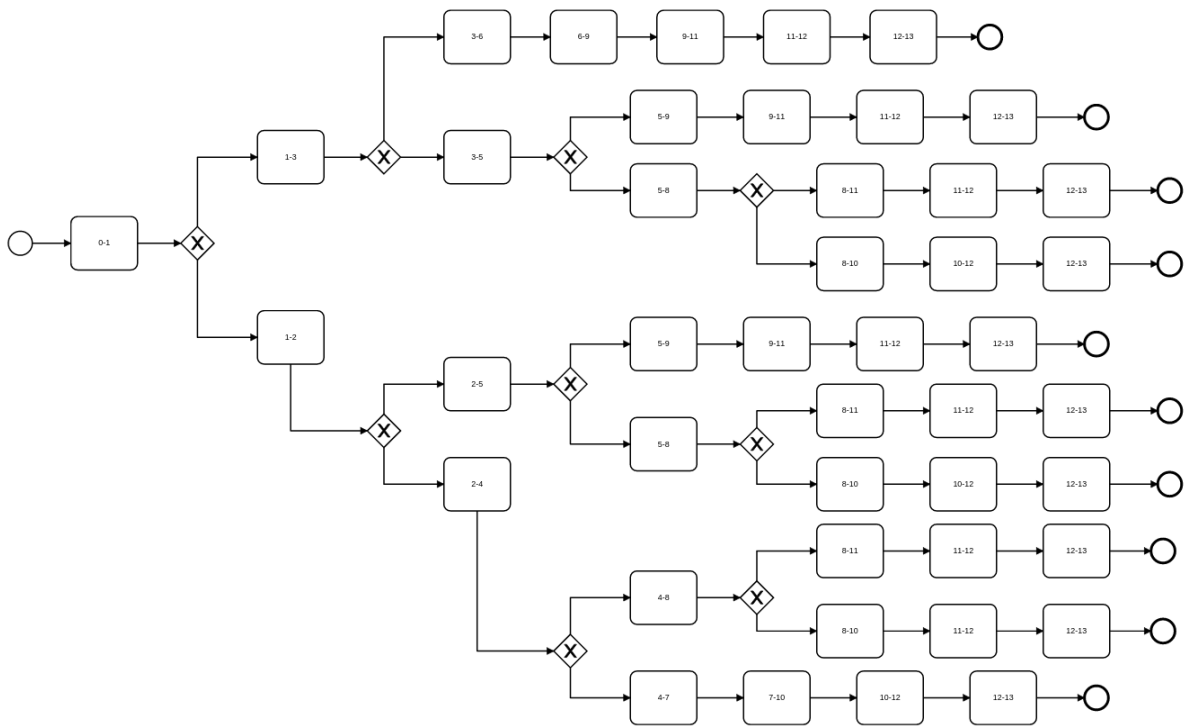 3-6 6-9 9-11 11-12 12-13
5-9 9-11 11-12 12-13
1-3 X 3-5 X
5-8 X 8-11 11-12 12-13
0-1 X
8-10 10-12 12-13
1-2
5-9 9-11 11-12 12-13
2-5 X
8-11 11-12 12-13
X
5-8 X
2-4
8-10 10-12 12-13
8-11 11-12 12-13
4-8 X
8-10 11-12 12-13
X
4-7 7-10 10-12 12-13